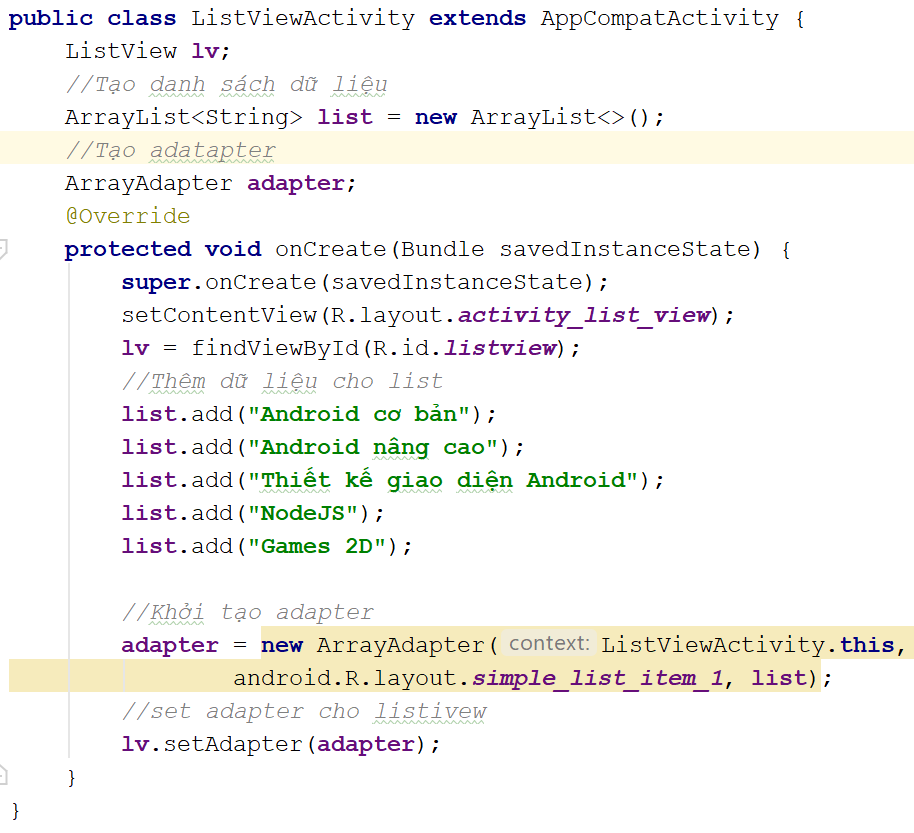 public class ListViewActivity extends AppCompatActivity {
    ListView lv;
    //Tạo danh sách dữ liệu
    ArrayList<String> list = new ArrayList<>();
    //Tạo adatapter
    ArrayAdapter adapter;
    @Override
    protected void onCreate(Bundle savedInstanceState) {
        super.onCreate(savedInstanceState);
        setContentView(R.layout.activity_list_view);
        lv = findViewById(R.id.listview);
        //Thêm dữ liệu cho list
        list.add("Android cơ bản");
        list.add("Android nâng cao");
        list.add("Thiết kế giao diện Android");
        list.add("NodeJS");
        list.add("Games 2D");
        //Khởi tạo adapter
        adapter = new ArrayAdapter( context: ListViewActivity.this,
                android.R.layout.simple_list_item_1, list);
        //set adapter cho listivew
        lv.setAdapter(adapter);
    }
}